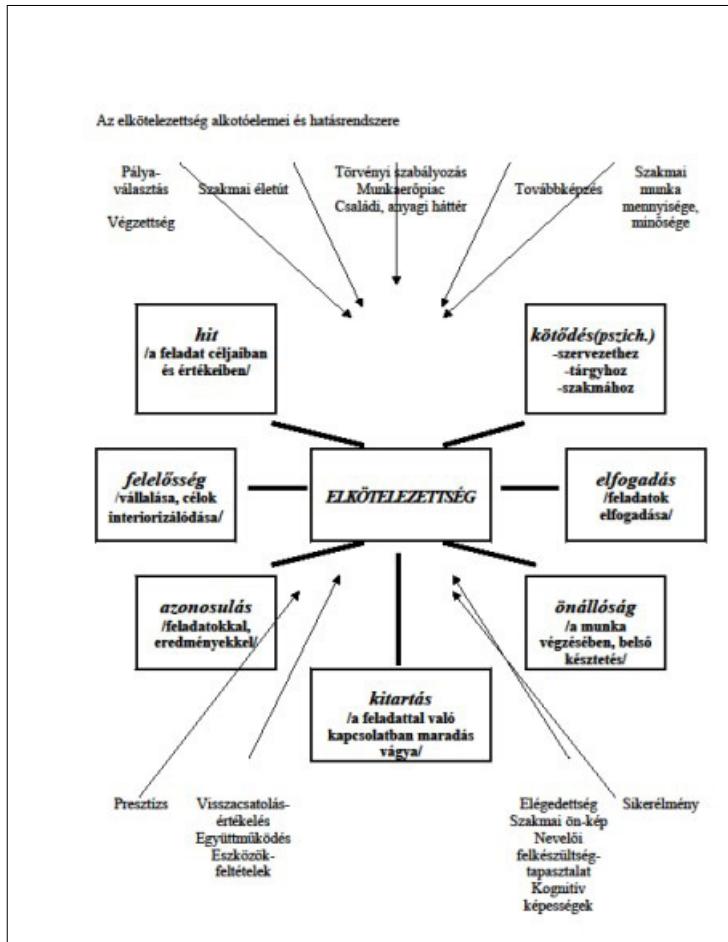 Az elkötelezettség alkotóelemei és hatásrendszere
Pálya-
választás
Végzettség
Szakmai életút
Törvényi szabályozás
Munkaerőpiac
Családi, anyagi háttér
Továbbképzés
Szakmai
munka
mennyisége,
minősége
hit
/a feladat céljaiban
és értékeiben/
kötődés(pszich.)
-szervezethez
-tárgyhoz
-szakmához
felelősség
/vállalása, célok
interiorizálódása/
ELKÖTELEZETTSÉG
elfogadás
/feladatok
elfogadása/
azonosulás
/feladatokkal,
eredményekkel/
önállóság
/a munka
végzésében, belső
késztetés/
kitartás
/a feladattal való
kapcsolatban maradás
vágya/
Presztízs
Visszacsatolás-
értékelés
Együttműködés
Eszközök-
feltételek
Elégedettség
Szakmai ön-kép
Nevelői
felkészültség-
tapasztalat
Kognitív
képességek
Sikerélmény